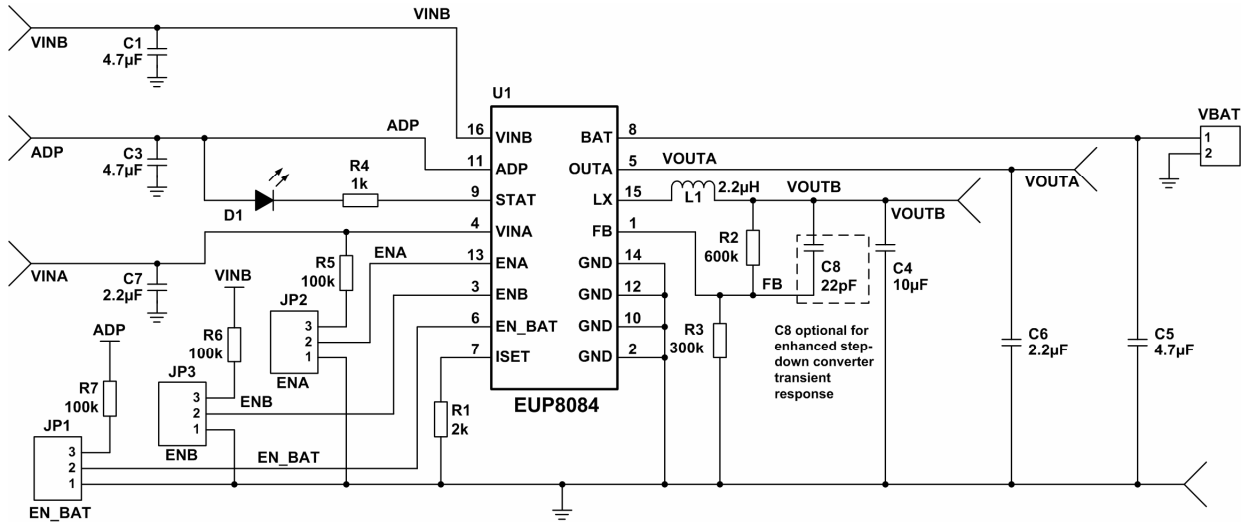 VINB
VINB
C1
4.7µF
ADP
ADP
C3
4.7µF
D1
R4
1k
VINA
C7
2.2µF
R5
100k
ENA
VINB
R6
100k
JP2
3
2
1
ENA
ADP
R7
100k
JP3
3
2
1
ENB
ENB
JP1
3
2
1
EN_BAT
EN_BAT
R1
2k
U1
16 VINB
11 ADP
9 STAT
4 VINA
13 ENA
3 ENB
6 EN_BAT
7 ISET
BAT 8
OUTA 5
LX 15
FB 1
GND 14
GND 12
GND 10
GND 2
EUP8084
VOUTA
2.2µH
L1
VOUTB
VOUTB
VOUTA
VBAT
1
2
R2
600k
FB
C8
22pF
C4
10µF
R3
300k
C8 optional for
enhanced step-
down converter
transient
response
C6
2.2µF
C5
4.7µF